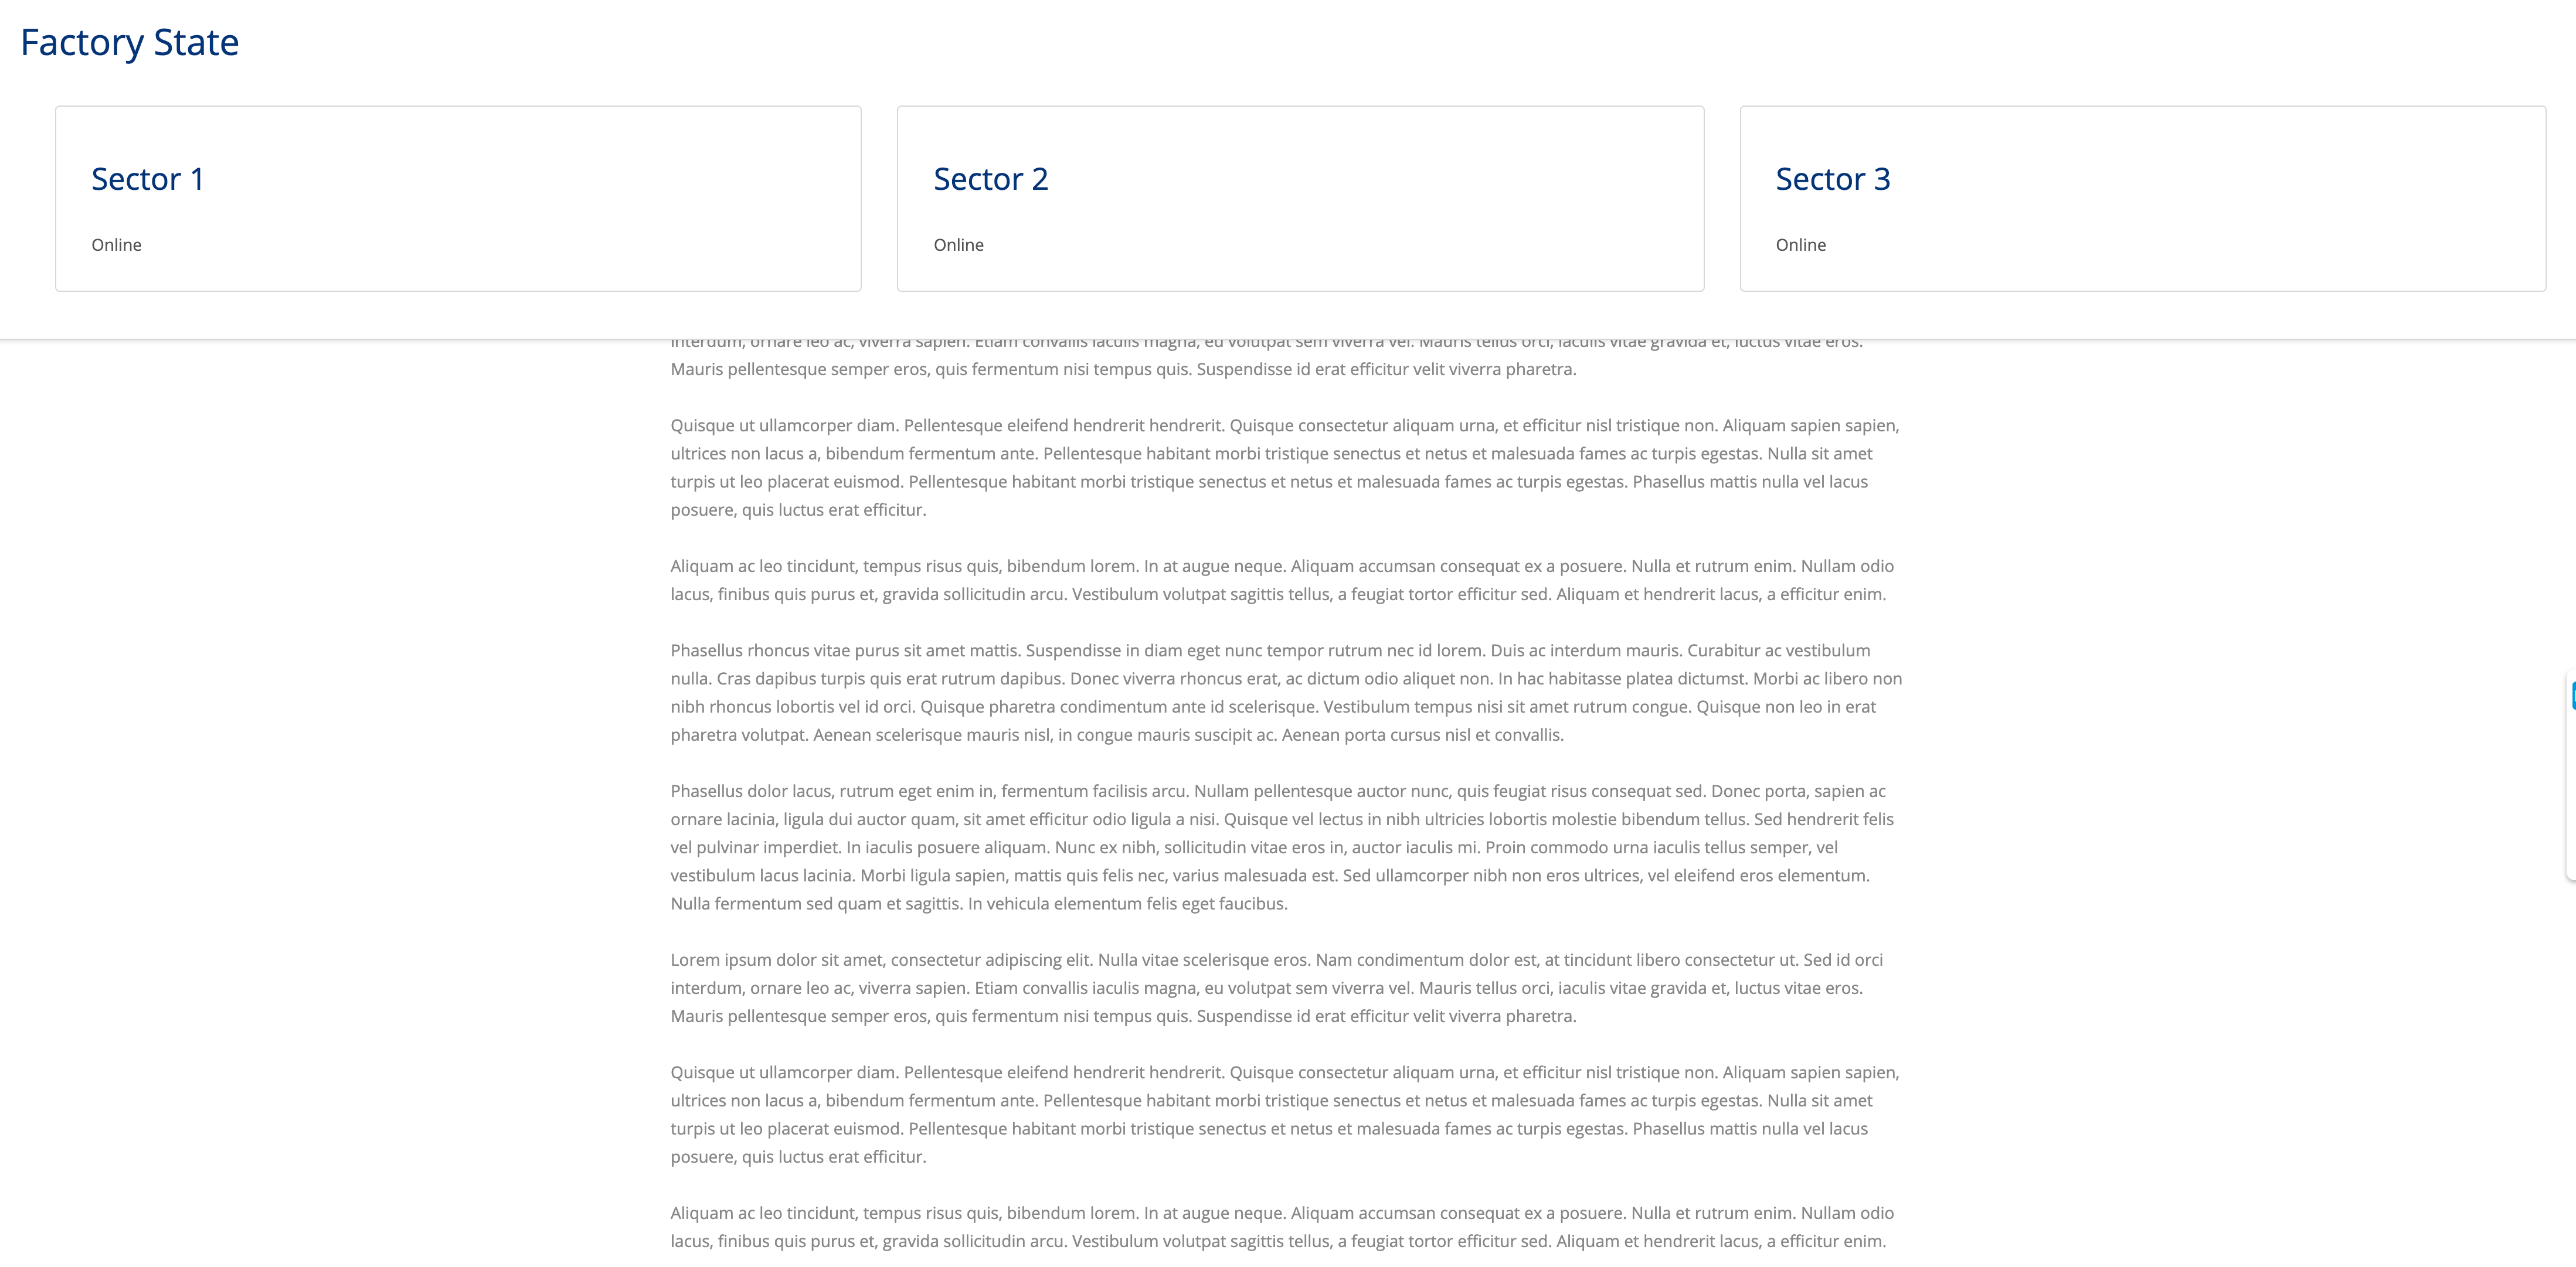 Factory State
Sector 1
Online
Sector 2
Online
Sector 3
Online
interdum, ornare leo ac, viverra sapien. Etiam convallis iaculis magna, eu volutpat sem viverra vel. Mauris tellus orci, iaculis vitae gravida et, luctus vitae eros.
Mauris pellentesque semper eros, quis fermentum nisi tempus quis. Suspendisse id erat efficitur velit viverra pharetra.
Quisque ut ullamcorper diam. Pellentesque eleifend hendrerit hendrerit. Quisque consectetur aliquam urna, et efficitur nisl tristique non. Aliquam sapien sapien,
ultrices non lacus a, bibendum fermentum ante. Pellentesque habitant morbi tristique senectus et netus et malesuada fames ac turpis egestas. Nulla sit amet
turpis ut leo placerat euismod. Pellentesque habitant morbi tristique senectus et netus et malesuada fames ac turpis egestas. Phasellus mattis nulla vel lacus
posuere, quis luctus erat efficitur.
Aliquam ac leo tincidunt, tempus risus quis, bibendum lorem. In at augue neque. Aliquam accumsan consequat ex a posuere. Nulla et rutrum enim. Nullam odio
lacus, finibus quis purus et, gravida sollicitudin arcu. Vestibulum volutpat sagittis tellus, a feugiat tortor efficitur sed. Aliquam et hendrerit lacus, a efficitur enim.
Phasellus rhoncus vitae purus sit amet mattis. Suspendisse in diam eget nunc tempor rutrum nec id lorem. Duis ac interdum mauris. Curabitur ac vestibulum
nulla. Cras dapibus turpis quis erat rutrum dapibus. Donec viverra rhoncus erat, ac dictum odio aliquet non. In hac habitasse platea dictumst. Morbi ac libero non
nibh rhoncus lobortis vel id orci. Quisque pharetra condimentum ante id scelerisque. Vestibulum tempus nisi sit amet rutrum congue. Quisque non leo in erat
pharetra volutpat. Aenean scelerisque mauris nisl, in congue mauris suscipit ac. Aenean porta cursus nisl et convallis.
Phasellus dolor lacus, rutrum eget enim in, fermentum facilisis arcu. Nullam pellentesque auctor nunc, quis feugiat risus consequat sed. Donec porta, sapien ac
ornare lacinia, ligula dui auctor quam, sit amet efficitur odio ligula a nisi. Quisque vel lectus in nibh ultricies lobortis molestie bibendum tellus. Sed hendrerit felis
vel pulvinar imperdiet. In iaculis posuere aliquam. Nunc ex nibh, sollicitudin vitae eros in, auctor iaculis mi. Proin commodo urna iaculis tellus semper, vel
vestibulum lacus lacinia. Morbi ligula sapien, mattis quis felis nec, varius malesuada est. Sed ullamcorper nibh non eros ultrices, vel eleifend eros elementum.
Nulla fermentum sed quam et sagittis. In vehicula elementum felis eget faucibus.
Lorem ipsum dolor sit amet, consectetur adipiscing elit. Nulla vitae scelerisque eros. Nam condimentum dolor est, at tincidunt libero consectetur ut. Sed id orci
interdum, ornare leo ac, viverra sapien. Etiam convallis iaculis magna, eu volutpat sem viverra vel. Mauris tellus orci, iaculis vitae gravida et, luctus vitae eros.
Mauris pellentesque semper eros, quis fermentum nisi tempus quis. Suspendisse id erat efficitur velit viverra pharetra.
Quisque ut ullamcorper diam. Pellentesque eleifend hendrerit hendrerit. Quisque consectetur aliquam urna, et efficitur nisl tristique non. Aliquam sapien sapien,
ultrices non lacus a, bibendum fermentum ante. Pellentesque habitant morbi tristique senectus et netus et malesuada fames ac turpis egestas. Nulla sit amet
turpis ut leo placerat euismod. Pellentesque habitant morbi tristique senectus et netus et malesuada fames ac turpis egestas. Phasellus mattis nulla vel lacus
posuere, quis luctus erat efficitur.
Aliquam ac leo tincidunt, tempus risus quis, bibendum lorem. In at augue neque. Aliquam accumsan consequat ex a posuere. Nulla et rutrum enim. Nullam odio
lacus, finibus quis purus et, gravida sollicitudin arcu. Vestibulum volutpat sagittis tellus, a feugiat tortor efficitur sed. Aliquam et hendrerit lacus, a efficitur enim.